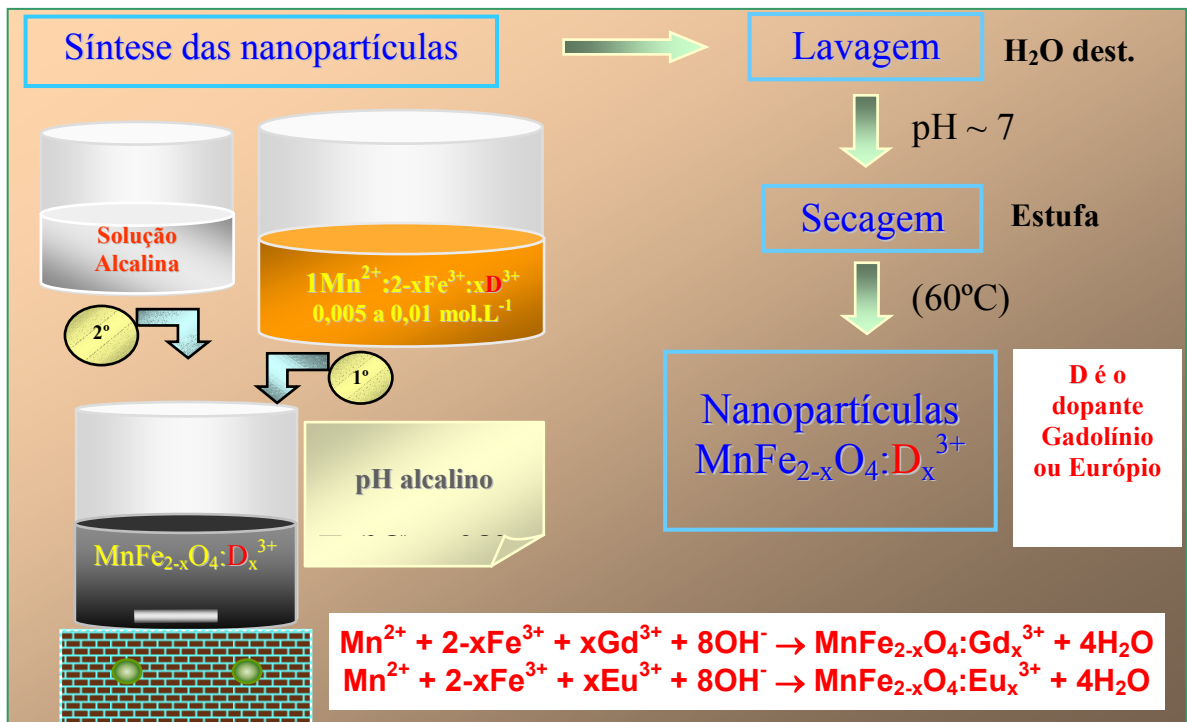 Síntese das nanopartículas
Lavagem
H₂O dest.
pH ~ 7
Secagem
Estufa
(60ºC)
Nanopartículas
MnFe₂₋ₓO₄:Dₓ³⁺
D é o
dopante
Gadolínio
ou Európio
Solução
Alcalina
1Mn²⁺:2-xFe³⁺:xD³⁺
0,005 a 0,01 mol.L⁻¹
2º
1º
MnFe₂₋ₓO₄:Dₓ³⁺
pH alcalino
Mn²⁺ + 2-xFe³⁺ + xGd³⁺ + 8OH⁻ → MnFe₂₋ₓO₄:Gdₓ³⁺ + 4H₂O
Mn²⁺ + 2-xFe³⁺ + xEu³⁺ + 8OH⁻ → MnFe₂₋ₓO₄:Euₓ³⁺ + 4H₂O